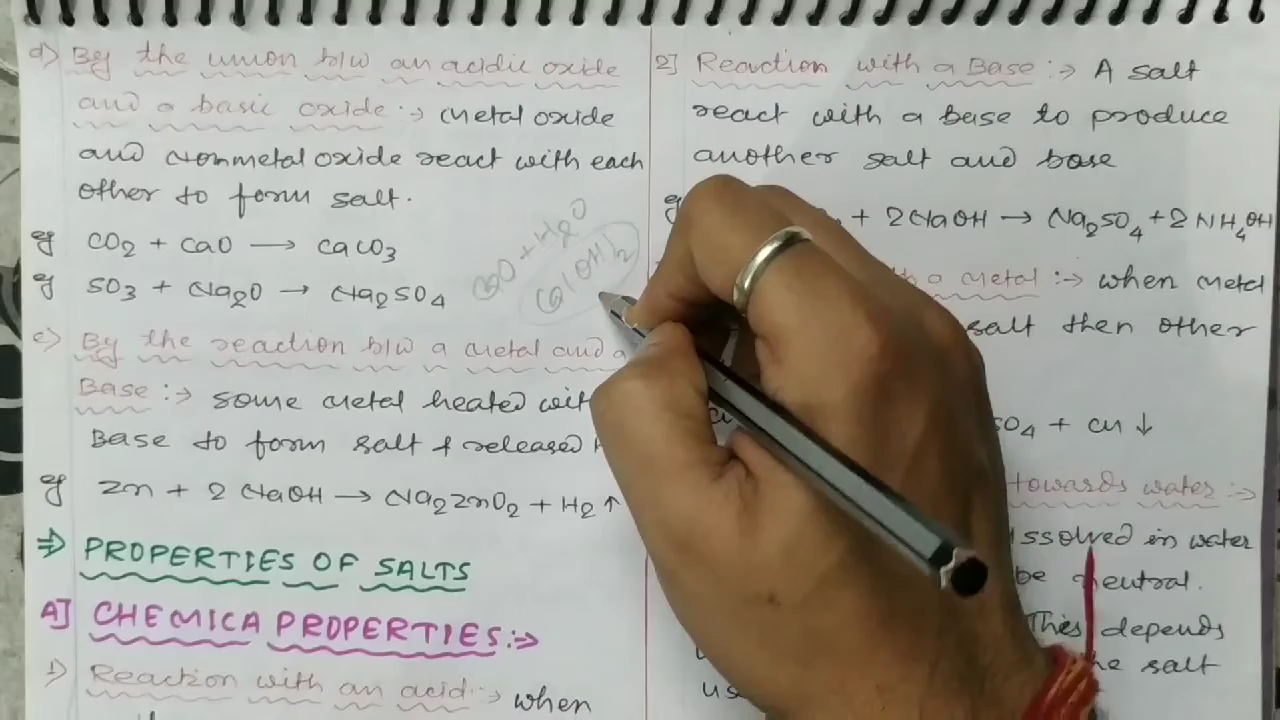 d) By the union b/w an acidic oxide
and a basic oxide :→ Metal oxide
and Nonmetal oxide react with each
other to form salt.
eg CO₂ + CaO → CaCO₃
eg SO₃ + Na₂O → Na₂SO₄
CaO + H₂O
Ca(OH)₂
e) By the reaction b/w a Metal and a
Base :→ some Metal heated
Base to form salt & released
eg Zn + 2 NaOH → Na₂ZnO₂ + H₂↑
⇒ PROPERTIES OF SALTS
A] CHEMICA PROPERTIES :→
1) Reaction with an acid :→ when
2] Reaction with a Base :→ A salt
react with a base to produce
another salt and base
eg + 2NaOH → Na₂SO₄ + 2 NH₄OH
a Metal :→ when Metal
salt then other
SO₄ + Cu ↓
towards water :→
in water
be neutral.
This depends
salt